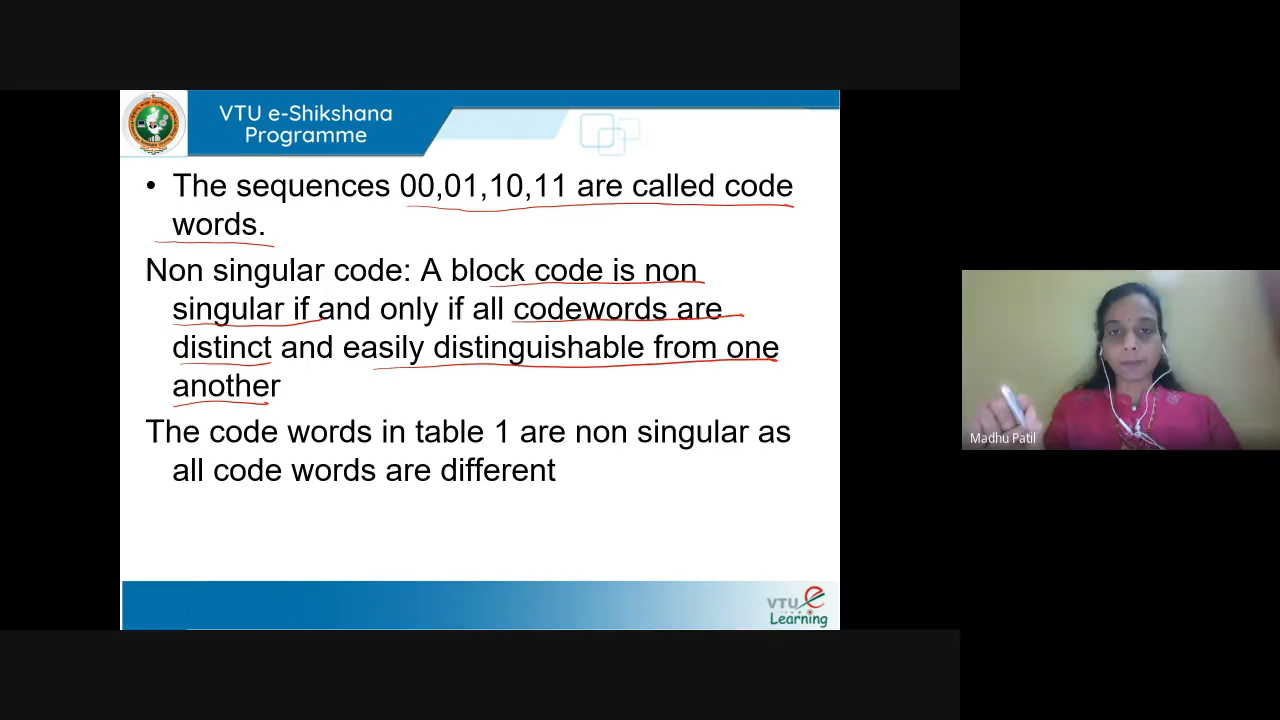 VTU e-Shikshana
Programme
• The sequences 00,01,10,11 are called code
words.
Non singular code: A block code is non
singular if and only if all codewords are
distinct and easily distinguishable from one
another
The code words in table 1 are non singular as
all code words are different
Madhu Patil
VTU e
Learning